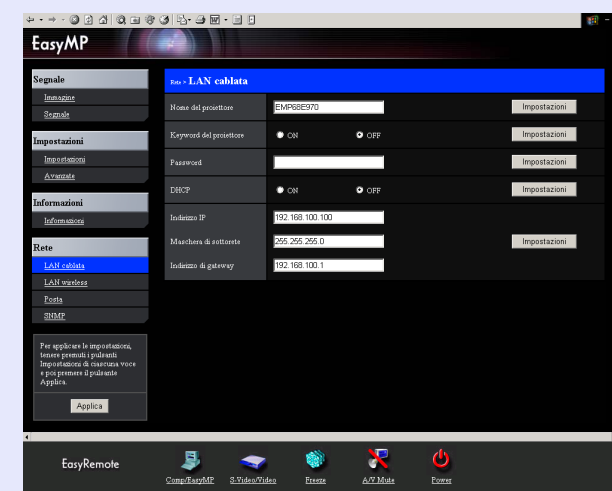 EasyMP
Segnale
Immagine
Segnale
Impostazioni
Impostazioni
Avanzate
Informazioni
Informazioni
Rete
LAN cablata
LAN wireless
Posta
SNMP
Per applicare le impostazioni,
tenere premuti i pulsanti
Impostazioni di ciascuna voce
e poi premere il pulsante
Applica.
Applica
Rete > LAN cablata
Nome del proiettore EMP68E970 Impostazioni
Keyword del proiettore ON OFF Impostazioni
Password Impostazioni
DHCP ON OFF Impostazioni
Indirizzo IP 192.168.100.100
Maschera di sottorete 255.255.255.0 Impostazioni
Indirizzo di gateway 192.168.100.1
EasyRemote
Comp/EasyMP S-Video/Video Freeze A/V Mute Power